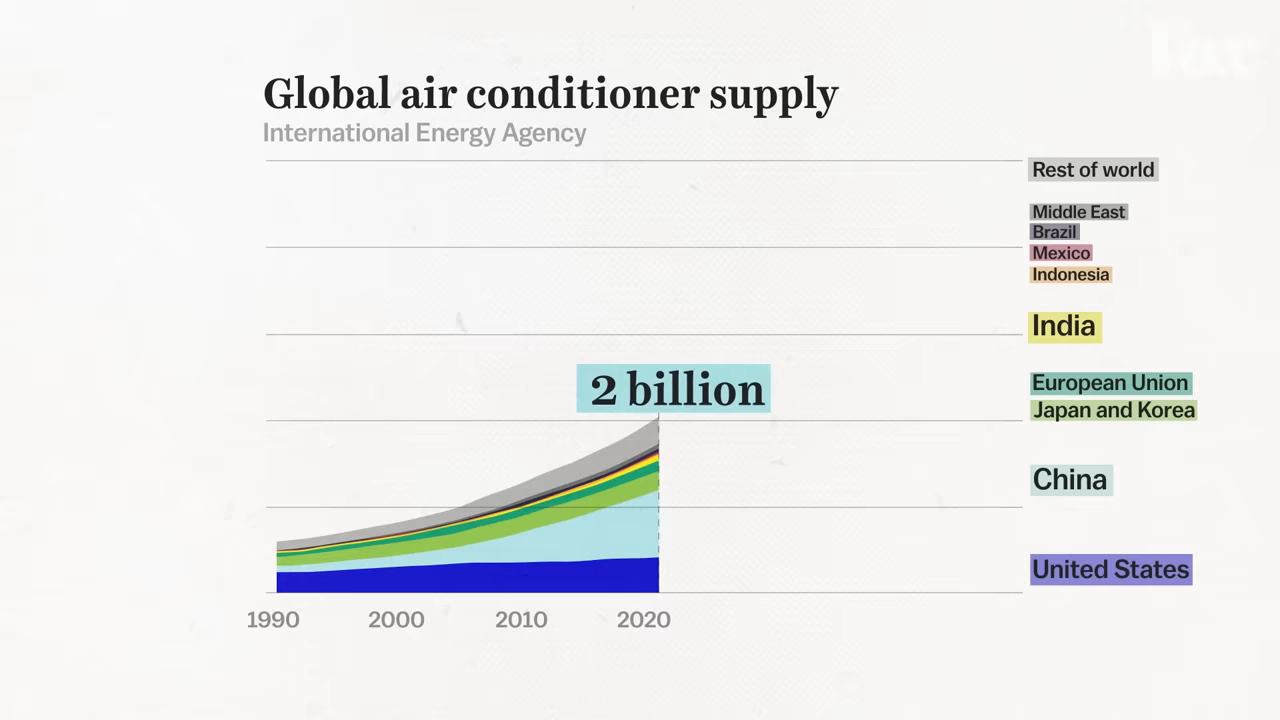 Vox
Global air conditioner supply
International Energy Agency
Rest of world
Middle East
Brazil
Mexico
Indonesia
India
2 billion
European Union
Japan and Korea
China
United States
1990 2000 2010 2020